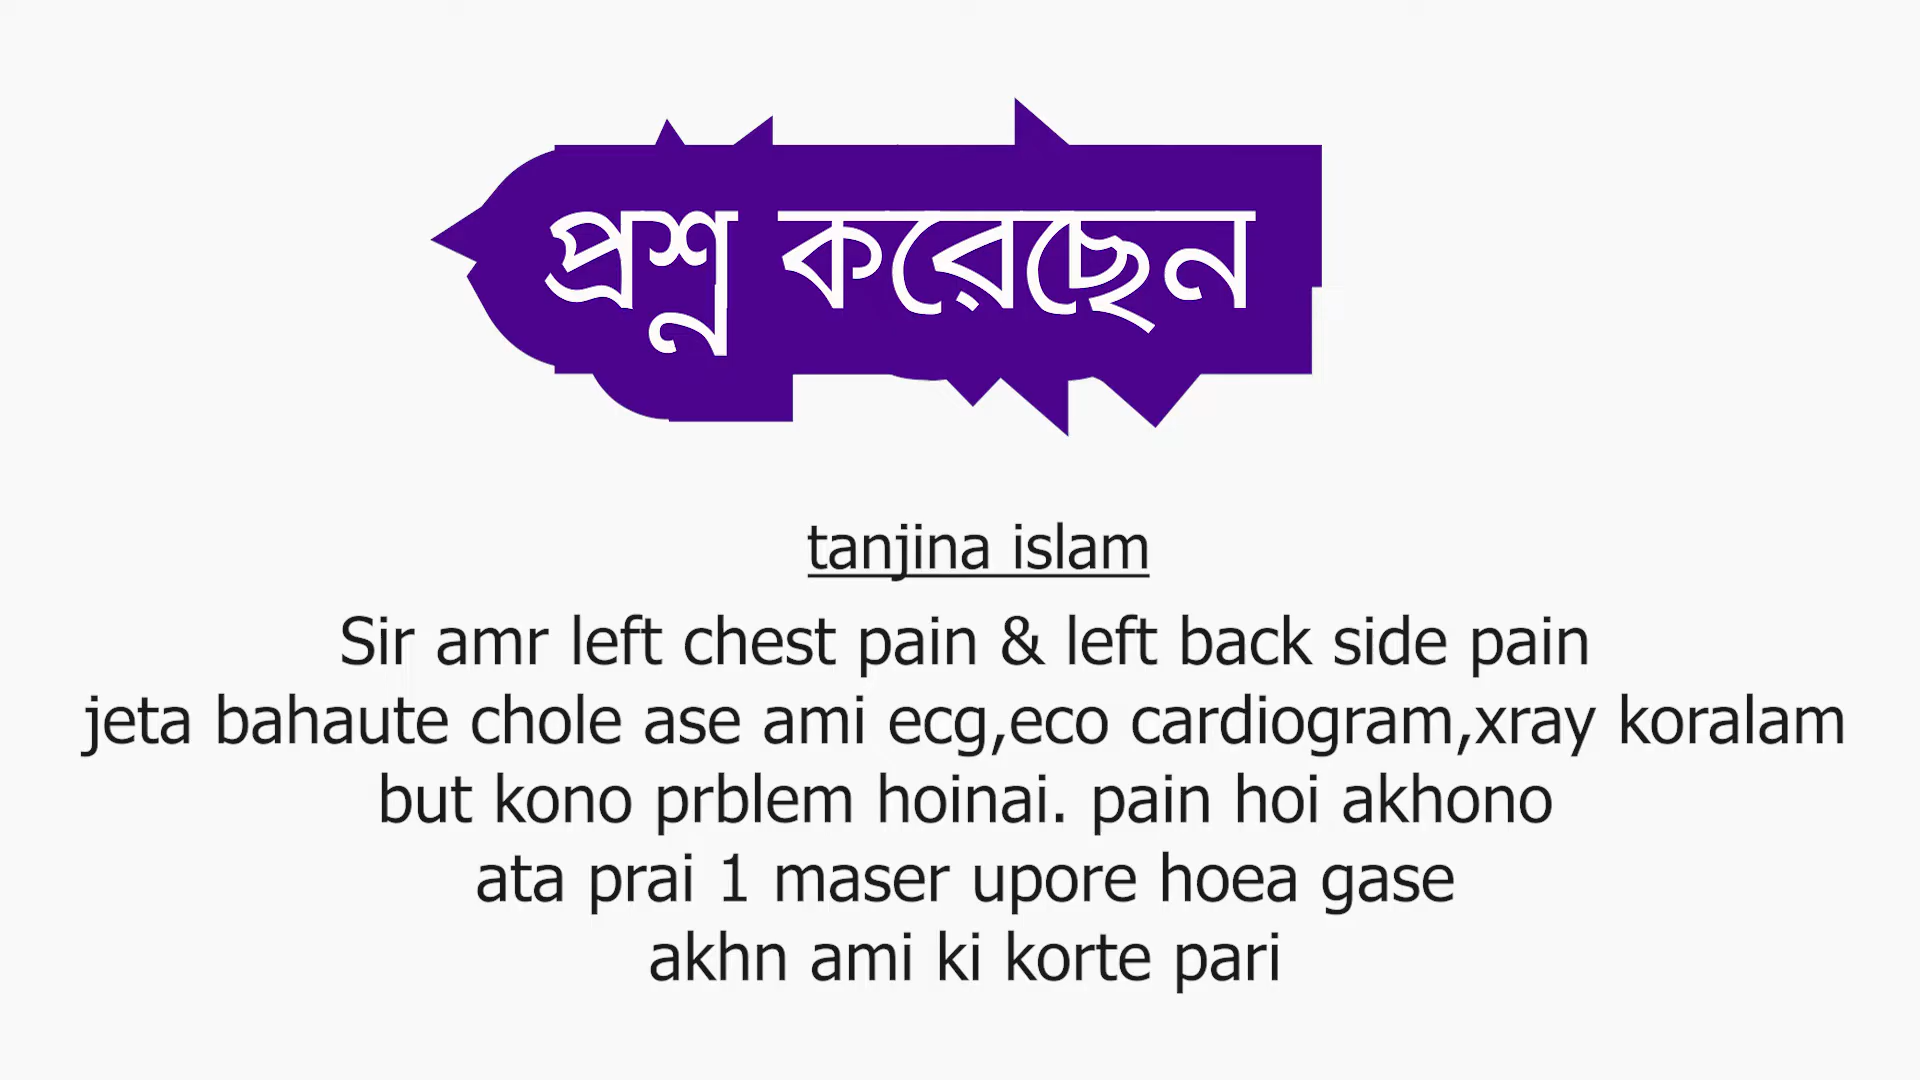 প্রশ্ন করেছেন
tanjina islam
Sir amr left chest pain & left back side pain
jeta bahaute chole ase ami ecg,eco cardiogram,xray koralam
but kono prblem hoinai. pain hoi akhono
ata prai 1 maser upore hoea gase
akhn ami ki korte pari